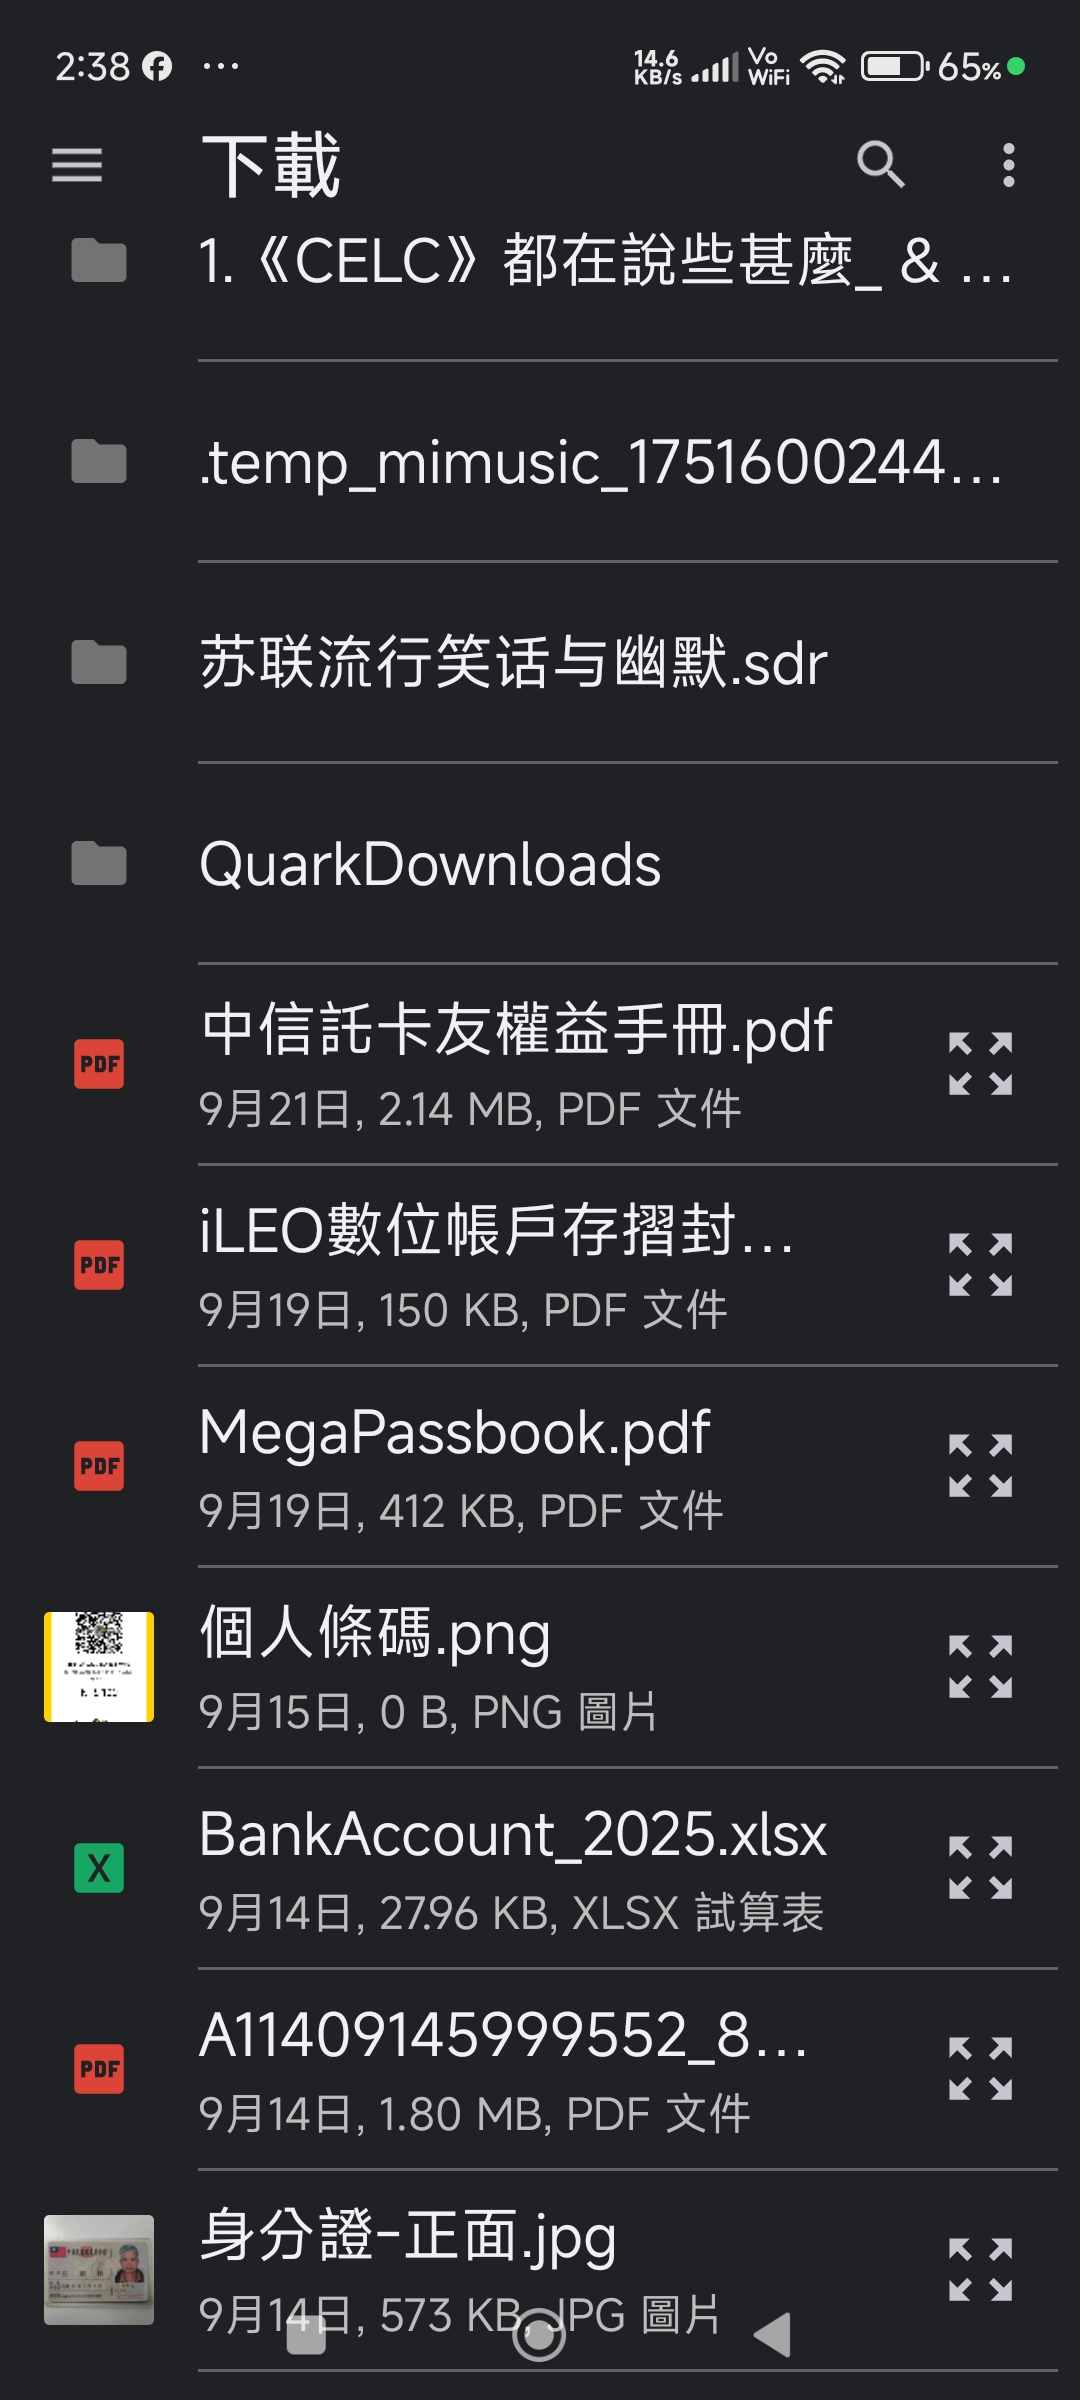 2:38 ...
14.6 KB/s Vo WiFi 65%
下載
1.《CELC》都在說些甚麼_ & ...
.temp_mimusic_1751600244...
苏联流行笑话与幽默.sdr
QuarkDownloads
PDF
中信託卡友權益手冊.pdf
9月21日, 2.14 MB, PDF 文件
PDF
iLEO數位帳戶存摺封...
9月19日, 150 KB, PDF 文件
PDF
MegaPassbook.pdf
9月19日, 412 KB, PDF 文件
個人條碼.png
9月15日, 0 B, PNG 圖片
X
BankAccount_2025.xlsx
9月14日, 27.96 KB, XLSX 試算表
PDF
A11409145999552_8...
9月14日, 1.80 MB, PDF 文件
身分證-正面.jpg
9月14日, 573 KB, JPG 圖片